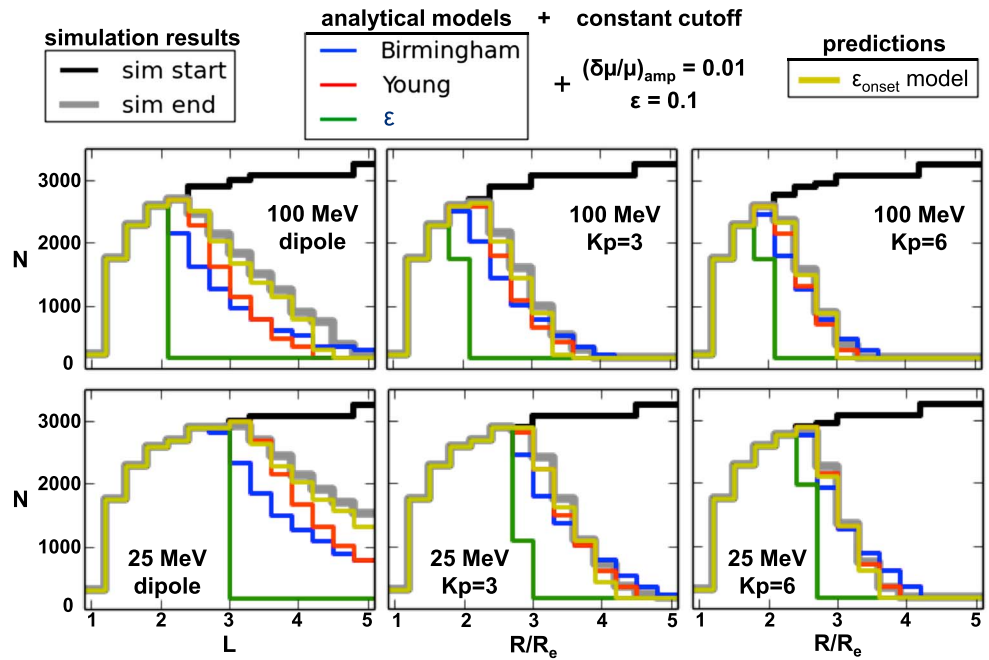 analytical models + constant cutoff
simulation results
sim start
sim end
Birmingham
Young
ε
+ (δμ/μ)amp = 0.01
ε = 0.1
predictions
εonset model
3000
2000
1000
0
N
100 MeV
dipole
100 MeV
Kp=3
100 MeV
Kp=6
3000
2000
1000
0
N
25 MeV
dipole
25 MeV
Kp=3
25 MeV
Kp=6
1 2 3 4 5
1 2 3 4 5
1 2 3 4 5
L
R/Re
R/Re